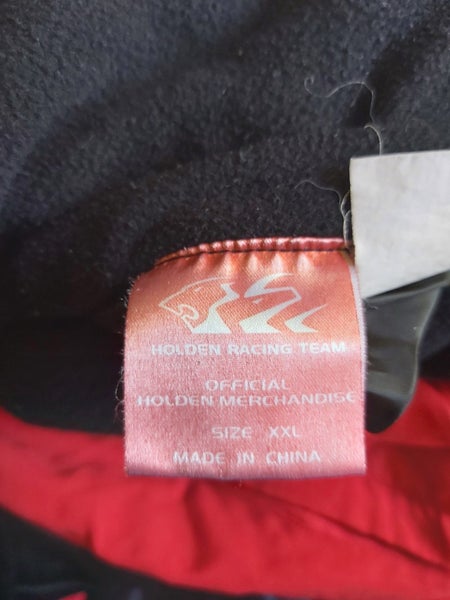 HOLDEN RACING TEAM
OFFICIAL
HOLDEN MERCHANDISE
SIZE XXL
MADE IN CHINA